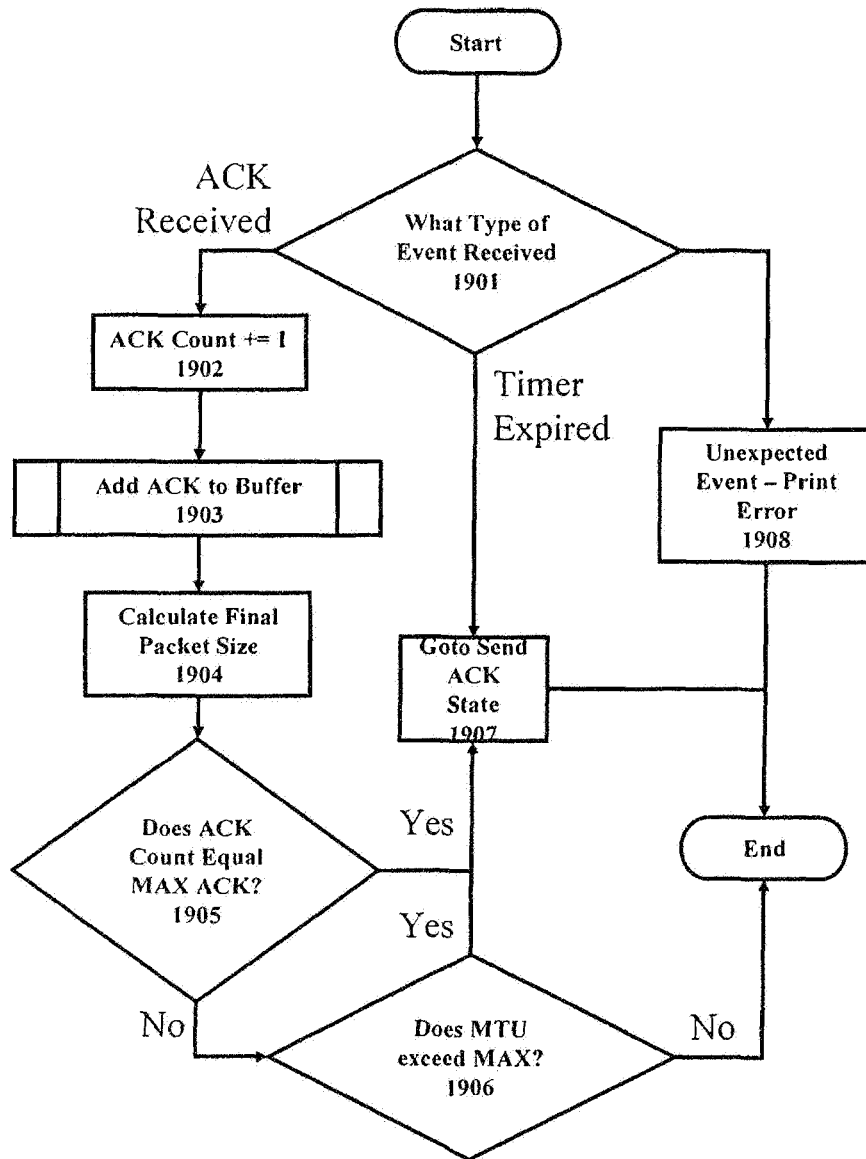 Start
ACK
Received
What Type of
Event Received
1901
ACK Count += 1
1902
Timer
Expired
Unexpected
Event – Print
Error
1908
Add ACK to Buffer
1903
Calculate Final
Packet Size
1904
Goto Send
ACK
State
1907
Does ACK
Count Equal
MAX ACK?
1905
Yes
End
Yes
No
Does MTU
exceed MAX?
1906
No